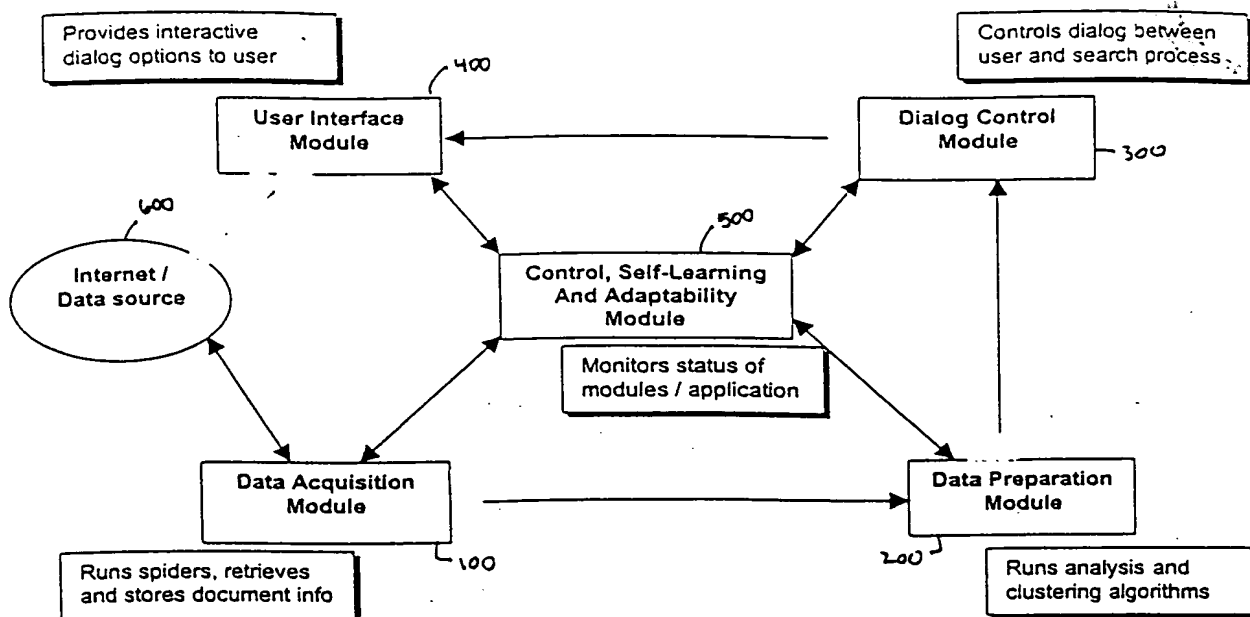 Provides interactive
dialog options to user
Controls dialog between
user and search process
400
User Interface
Module
Dialog Control
Module
300
600
500
Internet /
Data source
Control, Self-Learning
And Adaptability
Module
Monitors status of
modules / application
Data Acquisition
Module
Data Preparation
Module
100
200
Runs spiders, retrieves
and stores document info
Runs analysis and
clustering algorithms